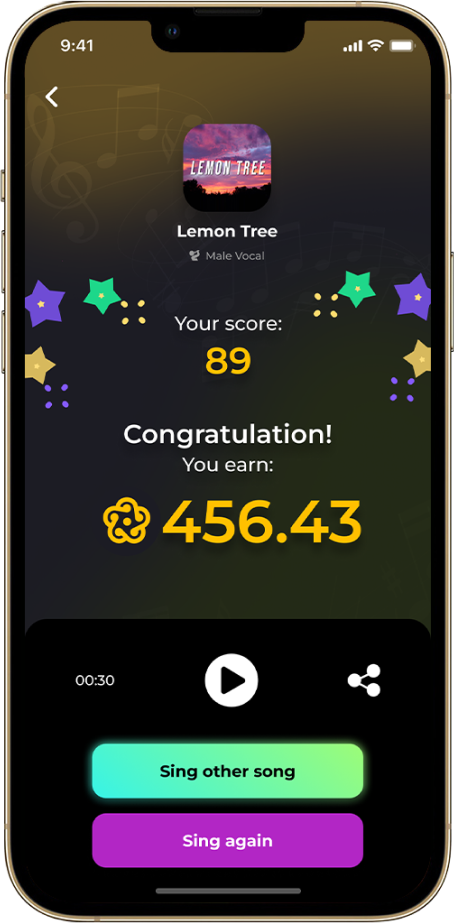 9:41
LEMON TREE
Lemon Tree
Male Vocal
Your score:
89
Congratulation!
You earn:
456.43
00:30
Sing other song
Sing again